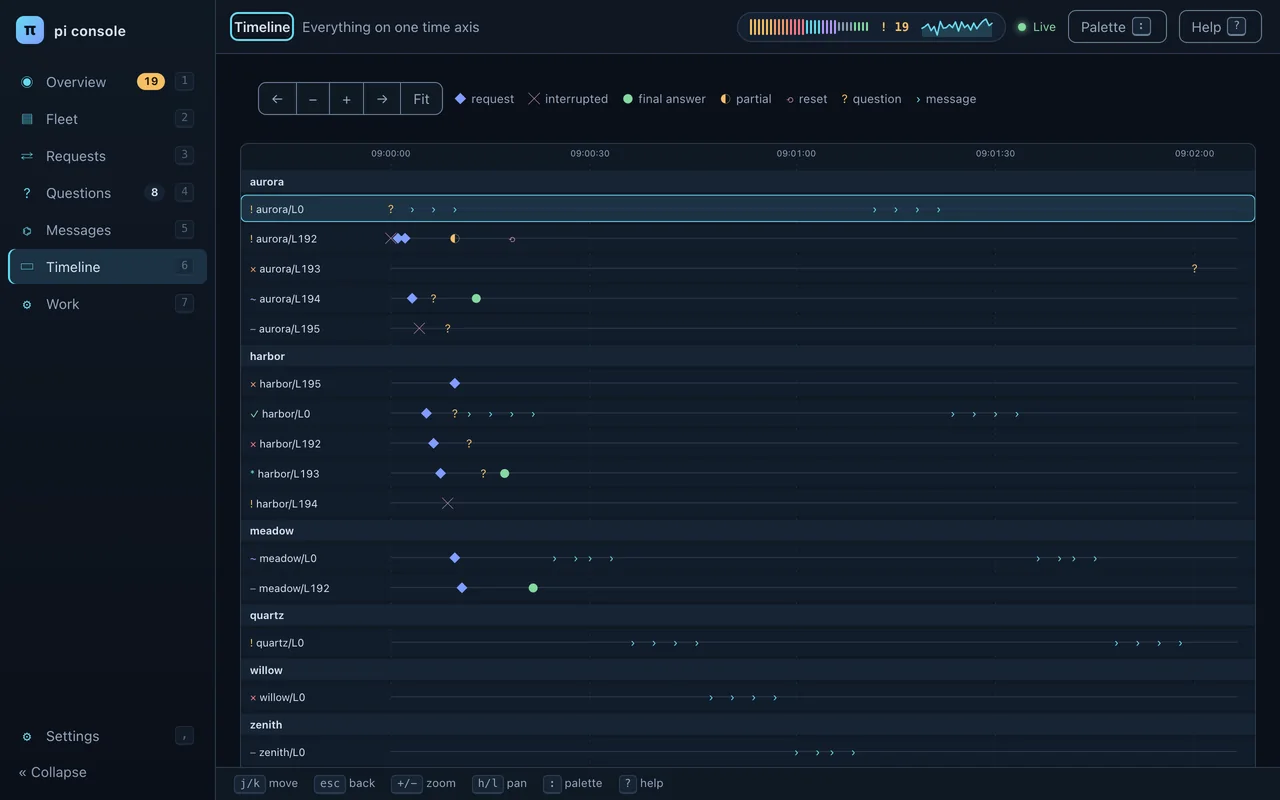 π pi console
Overview 19 1
Fleet 2
Requests 3
? Questions 8 4
Messages 5
Timeline 6
Work 7
Settings ,
« Collapse
Timeline Everything on one time axis
! 19
Live
Palette :
Help ?
← − + → Fit
request interrupted final answer partial reset ? question › message
09:00:00 09:00:30 09:01:00 09:01:30 09:02:00
aurora
! aurora/L0 ? › › › › › › ›
! aurora/L192
× aurora/L193 ?
~ aurora/L194 ?
− aurora/L195 ?
harbor
× harbor/L195
✓ harbor/L0 ? › › › › › › › ›
× harbor/L192 ?
* harbor/L193 ?
! harbor/L194
meadow
~ meadow/L0 › › › › › › › ›
− meadow/L192
quartz
! quartz/L0 › › › › › › › ›
willow
× willow/L0 › › › ›
zenith
− zenith/L0 › › › ›
j/k move esc back +/− zoom h/l pan : palette ? help